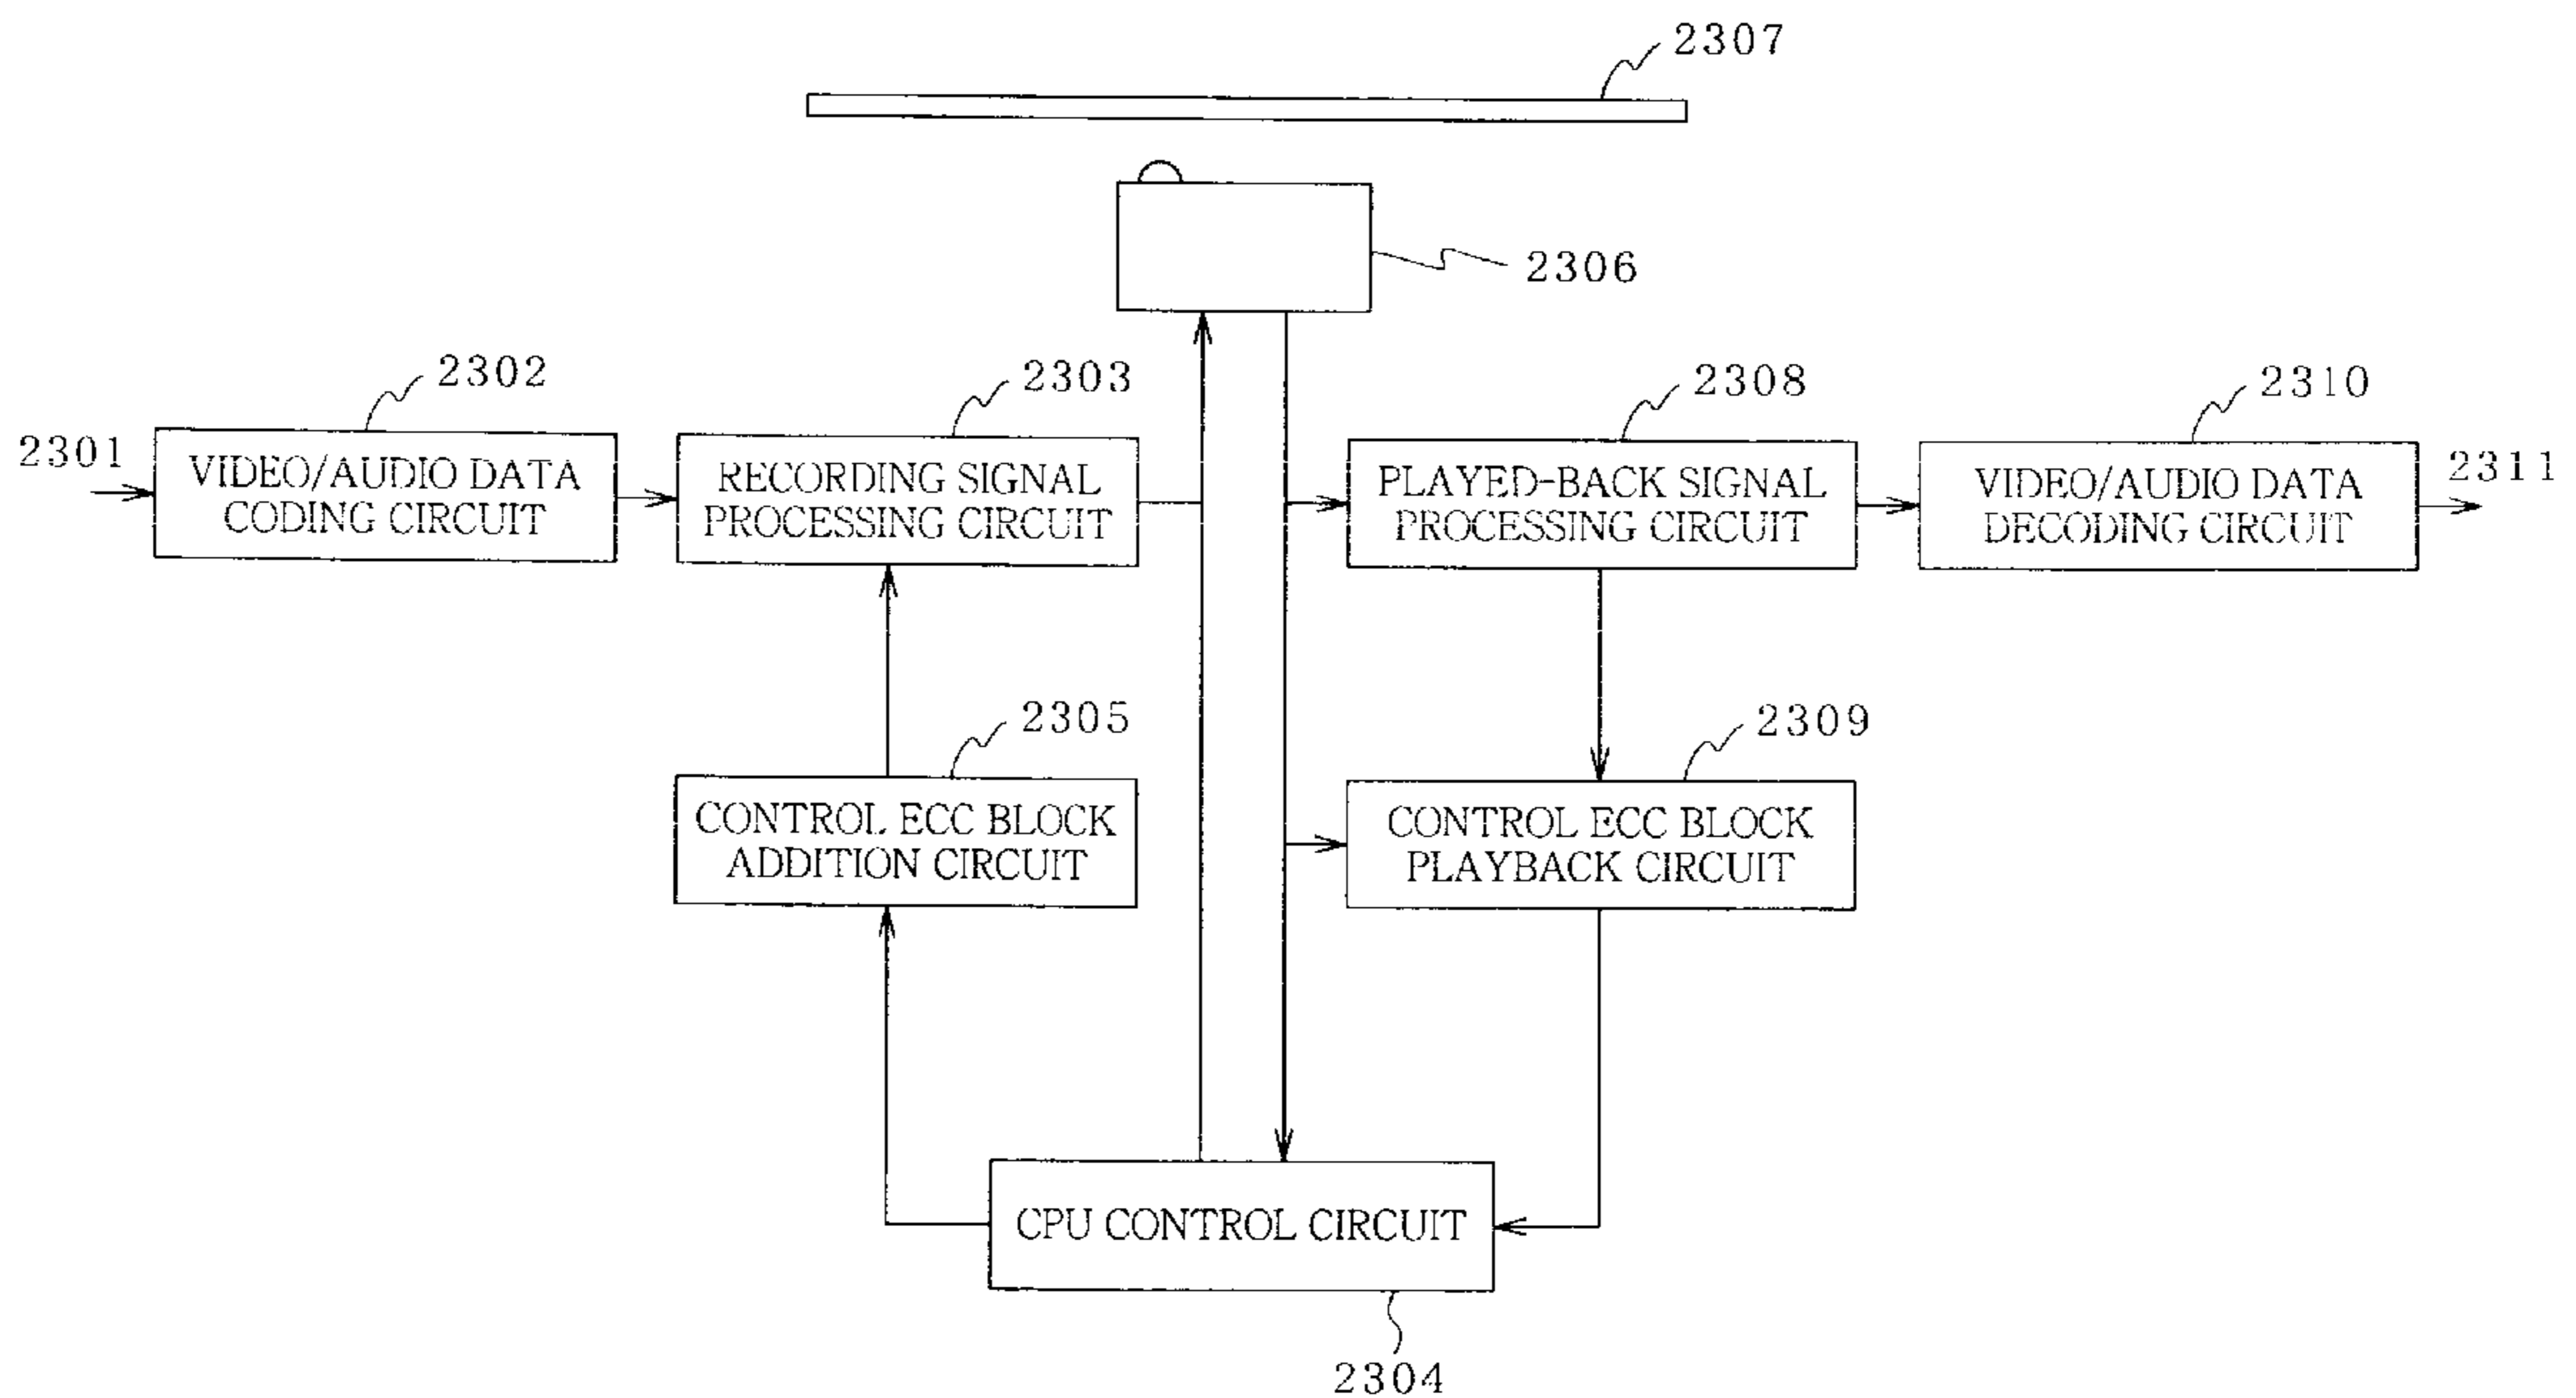 2307
2306
2302
2303
2308
2310
2301
VIDEO/AUDIO DATA
CODING CIRCUIT
RECORDING SIGNAL
PROCESSING CIRCUIT
PLAYED-BACK SIGNAL
PROCESSING CIRCUIT
VIDEO/AUDIO DATA
DECODING CIRCUIT
2311
2305
2309
CONTROL ECC BLOCK
ADDITION CIRCUIT
CONTROL ECC BLOCK
PLAYBACK CIRCUIT
CPU CONTROL CIRCUIT
2304